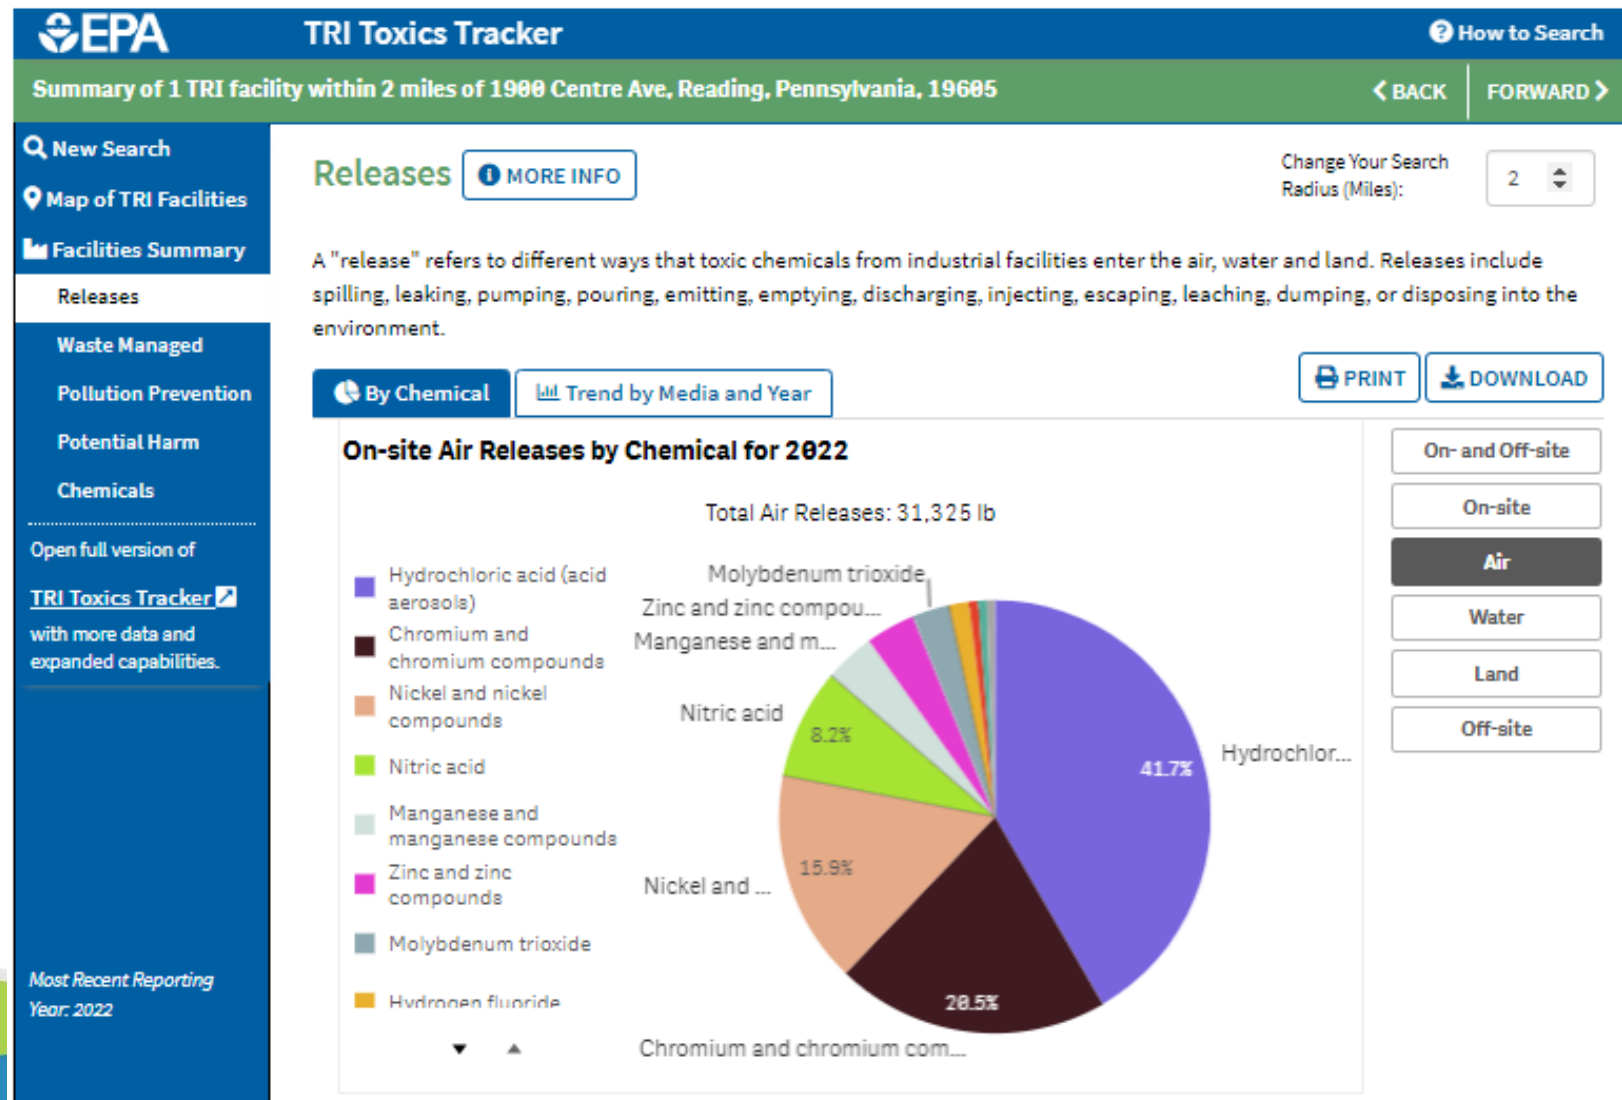 EPA
TRI Toxics Tracker
How to Search
Summary of 1 TRI facility within 2 miles of 1900 Centre Ave, Reading, Pennsylvania, 19605
BACK
FORWARD
New Search
Map of TRI Facilities
Facilities Summary
Releases
Waste Managed
Pollution Prevention
Potential Harm
Chemicals
Open full version of
TRI Toxics Tracker
with more data and
expanded capabilities.
Most Recent Reporting
Year: 2022
Releases
MORE INFO
Change Your Search
Radius (Miles):
2
A "release" refers to different ways that toxic chemicals from industrial facilities enter the air, water and land. Releases include
spilling, leaking, pumping, pouring, emitting, emptying, discharging, injecting, escaping, leaching, dumping, or disposing into the
environment.
PRINT
DOWNLOAD
By Chemical
Trend by Media and Year
On-site Air Releases by Chemical for 2022
Total Air Releases: 31,325 lb
Hydrochloric acid (acid
aerosols)
Chromium and
chromium compounds
Nickel and nickel
compounds
Nitric acid
Manganese and
manganese compounds
Zinc and zinc
compounds
Molybdenum trioxide
Hydrogen fluoride
Molybdenum trioxide
Zinc and zinc compou...
Manganese and m...
Nitric acid
8.2%
Hydrochlor...
41.7%
15.9%
Nickel and ...
20.5%
Chromium and chromium com...
On- and Off-site
On-site
Air
Water
Land
Off-site